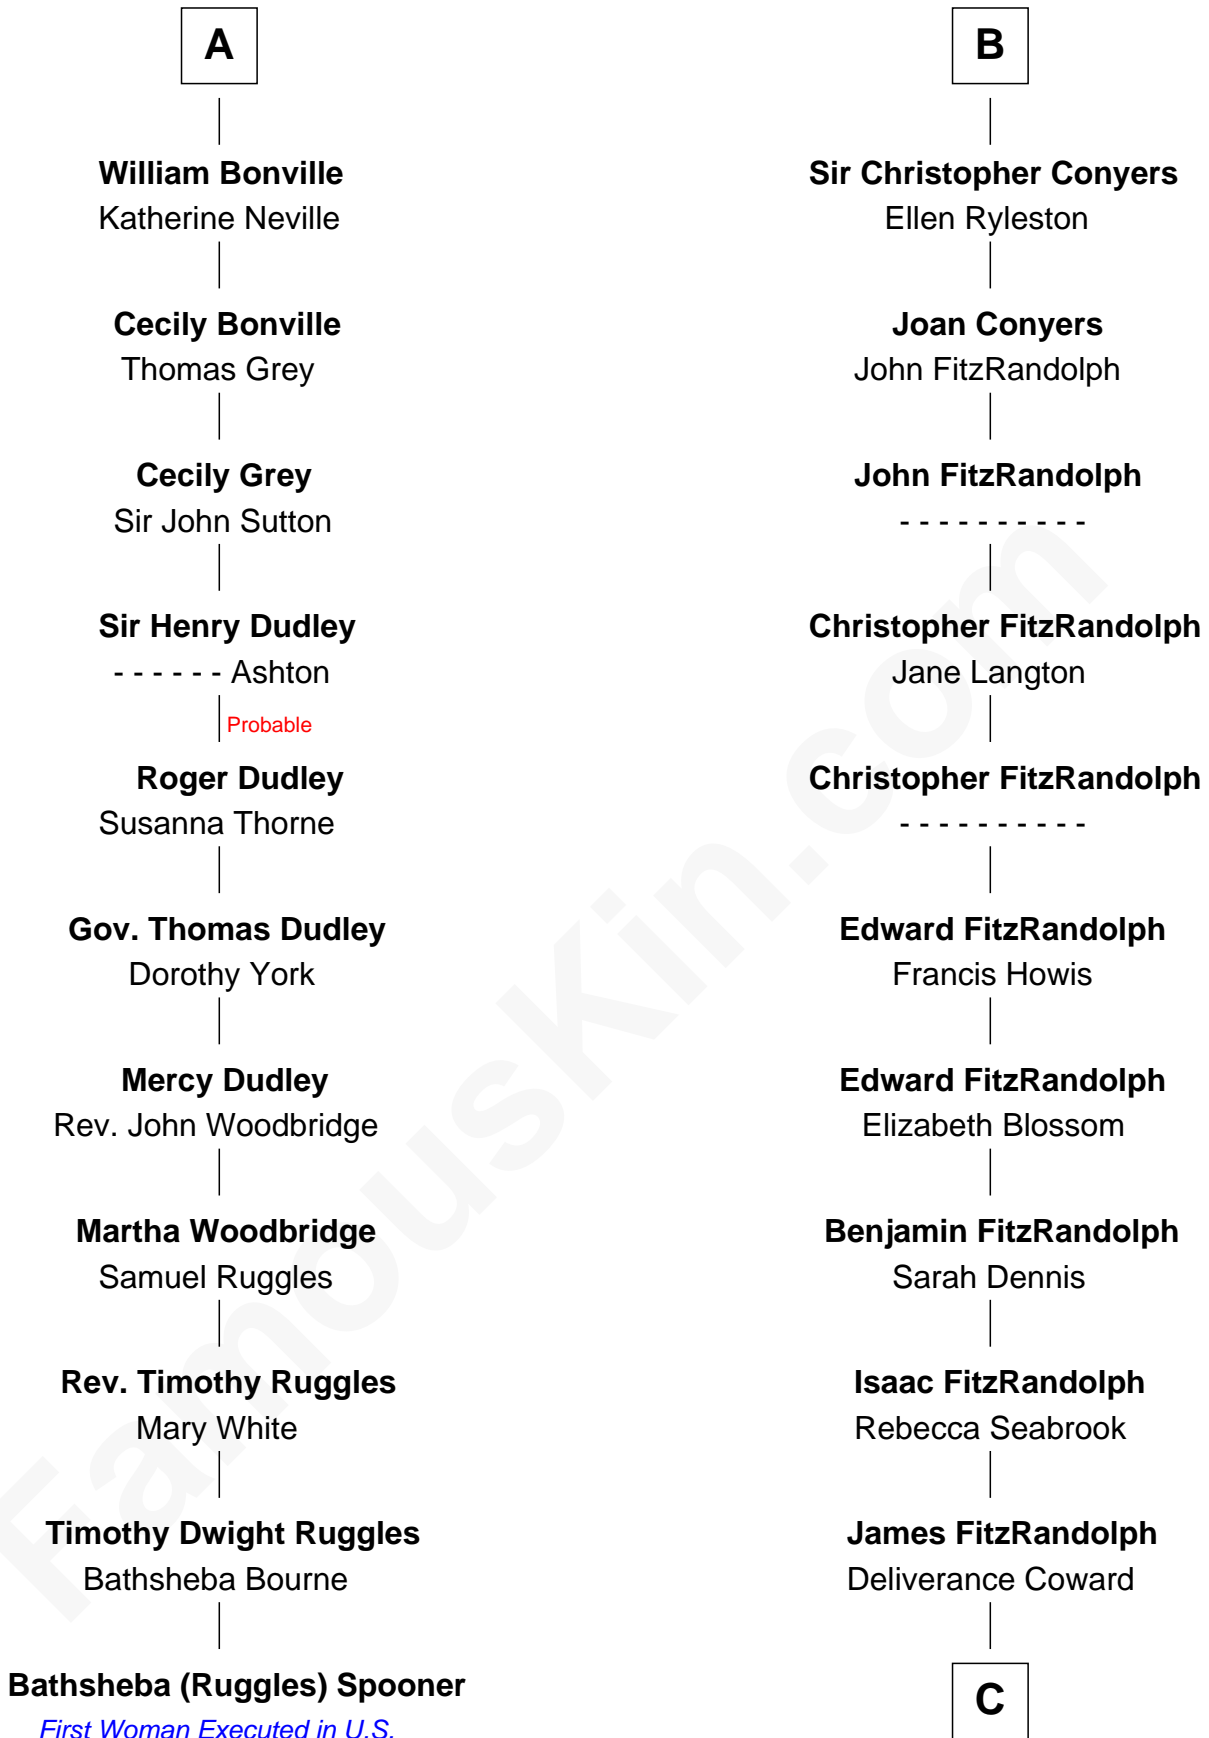 A
William Bonville
Katherine Neville
Cecily Bonville
Thomas Grey
Cecily Grey
Sir John Sutton
Sir Henry Dudley
- - - - - - Ashton
Probable
Roger Dudley
Susanna Thorne
Gov. Thomas Dudley
Dorothy York
Mercy Dudley
Rev. John Woodbridge
Martha Woodbridge
Samuel Ruggles
Rev. Timothy Ruggles
Mary White
Timothy Dwight Ruggles
Bathsheba Bourne
Bathsheba (Ruggles) Spooner
First Woman Executed in U.S.
B
Sir Christopher Conyers
Ellen Ryleston
Joan Conyers
John FitzRandolph
John FitzRandolph
- - - - - - - - - -
Christopher FitzRandolph
Jane Langton
Christopher FitzRandolph
- - - - - - - - - -
Edward FitzRandolph
Francis Howis
Edward FitzRandolph
Elizabeth Blossom
Benjamin FitzRandolph
Sarah Dennis
Isaac FitzRandolph
Rebecca Seabrook
James FitzRandolph
Deliverance Coward
C
FamousKin.com